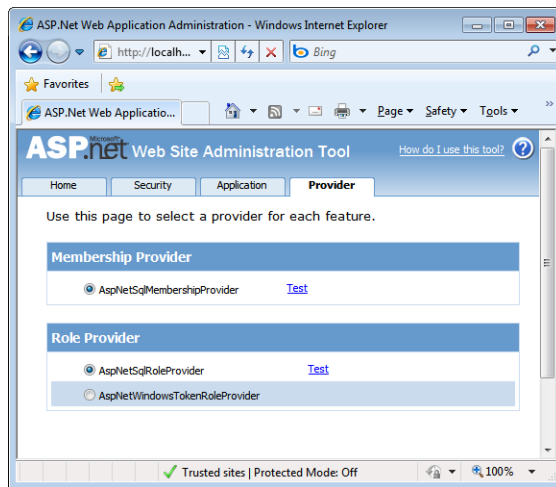 ASP.Net Web Application Administration - Windows Internet Explorer
http://localh...
Bing
Favorites
ASP.Net Web Applicatio...
Page Safety Tools »
Microsoft
ASP.net Web Site Administration Tool How do I use this tool? ?
Home Security Application Provider
Use this page to select a provider for each feature.
Membership Provider
AspNetSqlMembershipProvider Test
Role Provider
AspNetSqlRoleProvider Test
AspNetWindowsTokenRoleProvider
Trusted sites | Protected Mode: Off 100%